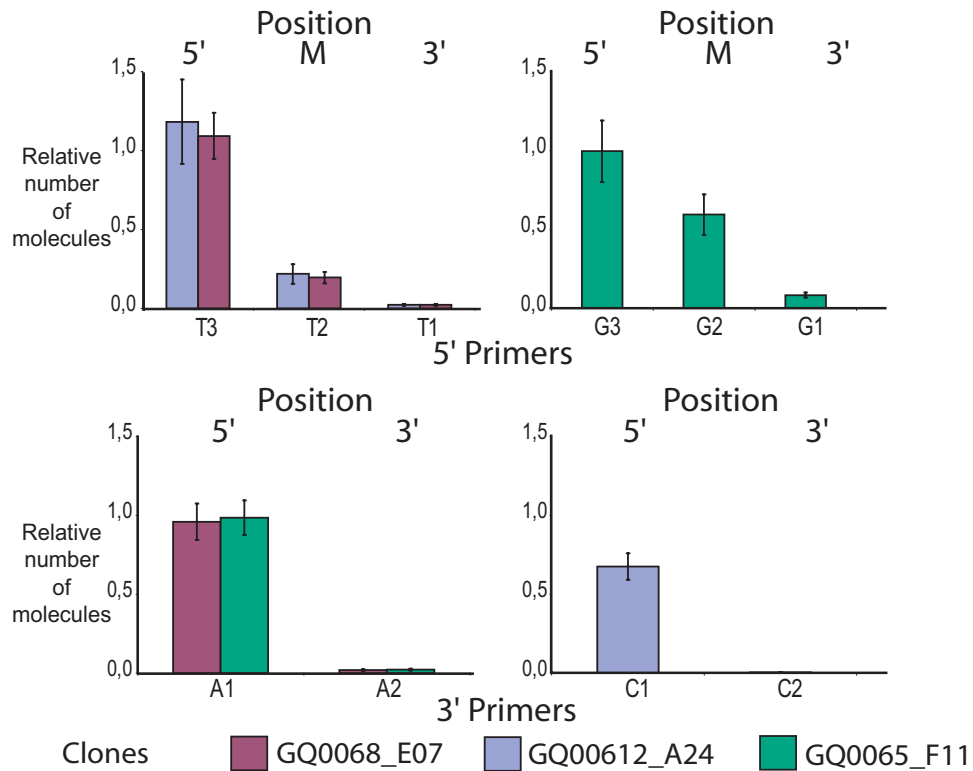 Position
5' M 3'
1,5
1,0
0,5
0,0
Relative
number
of
molecules
T3 T2 T1
Position
5' M 3'
1,5
1,0
0,5
0,0
G3 G2 G1
5' Primers
Position
5' 3'
1,5
1,0
0,5
0,0
Relative
number
of
molecules
A1 A2
Position
5' 3'
1,5
1,0
0,5
0,0
C1 C2
3' Primers
Clones GQ0068_E07 GQ00612_A24 GQ0065_F11